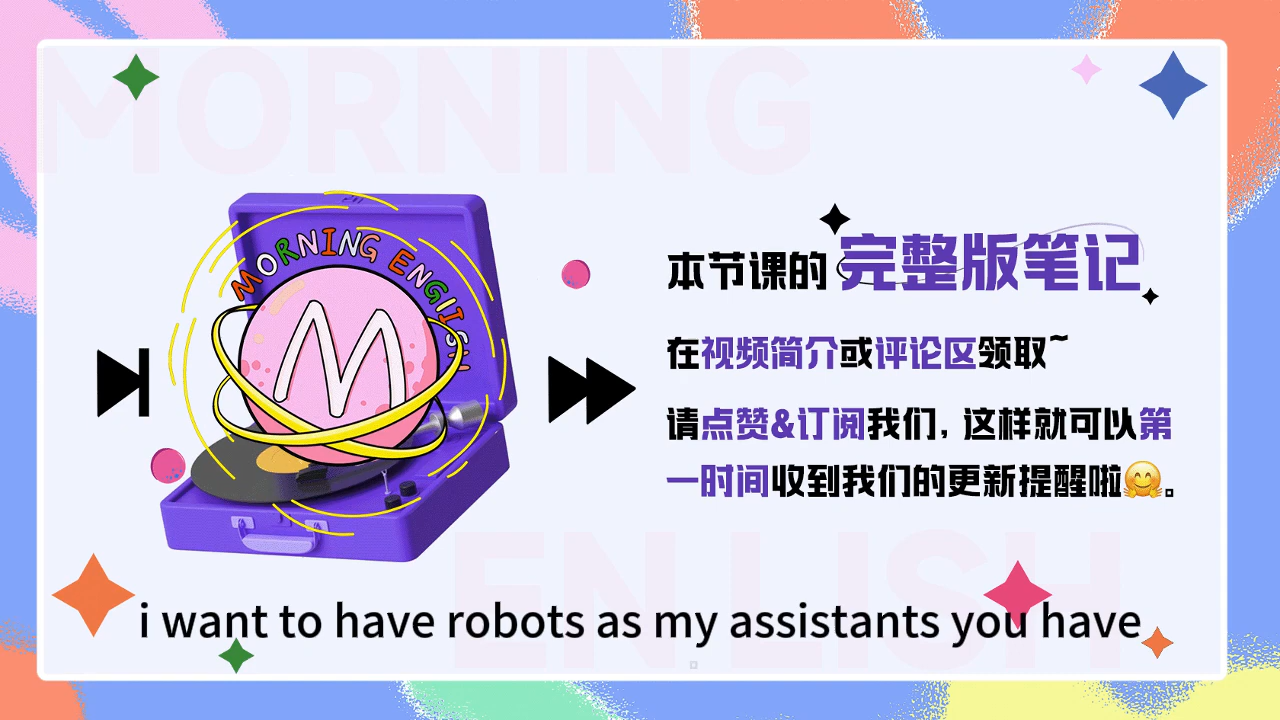 MORNING
MORNING ENGlISH
M
本节课的 完整版笔记
在视频简介或评论区领取~
请点赞&订阅我们，这样就可以第
一时间收到我们的更新提醒啦🤗。
EN LISH
i want to have robots as my assistants you have